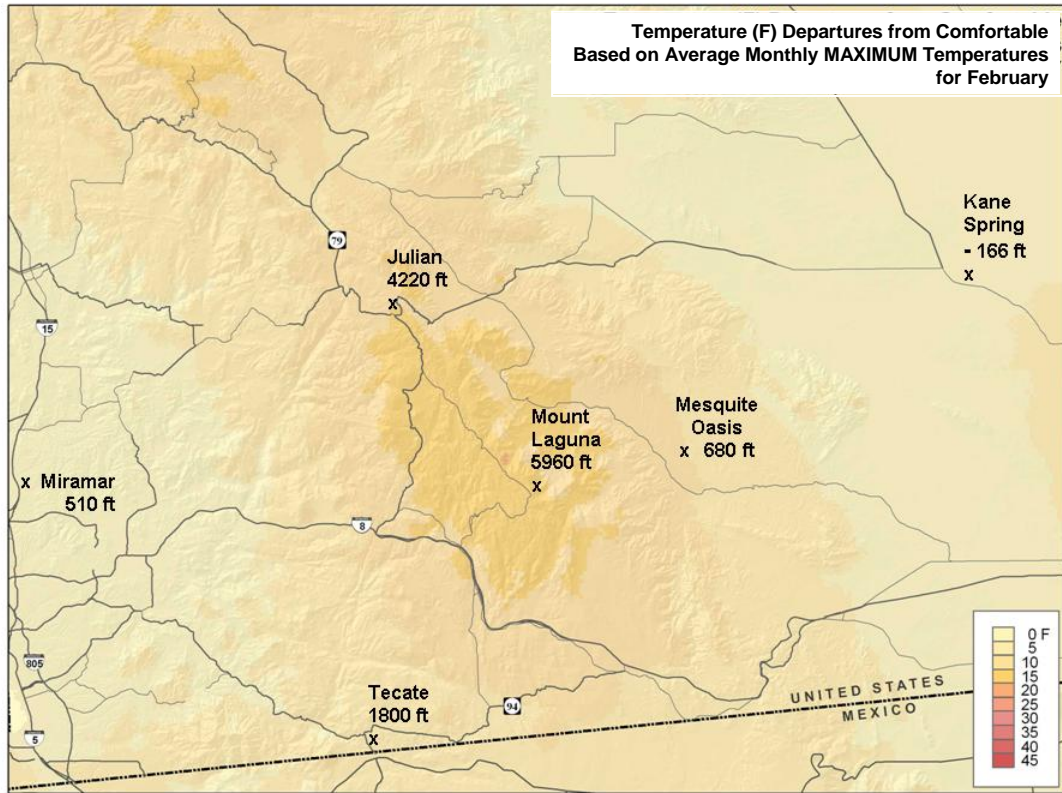 Temperature (F) Departures from Comfortable
Based on Average Monthly MAXIMUM Temperatures
for February
Kane
Spring
- 166 ft
x
79
Julian
4220 ft
x
15
Mount
Laguna
5960 ft
x
Mesquite
Oasis
x 680 ft
x Miramar
510 ft
8
805
Tecate
1800 ft
x
94
5
UNITED STATES
MEXICO
0 F
5
10
15
20
25
30
35
40
45